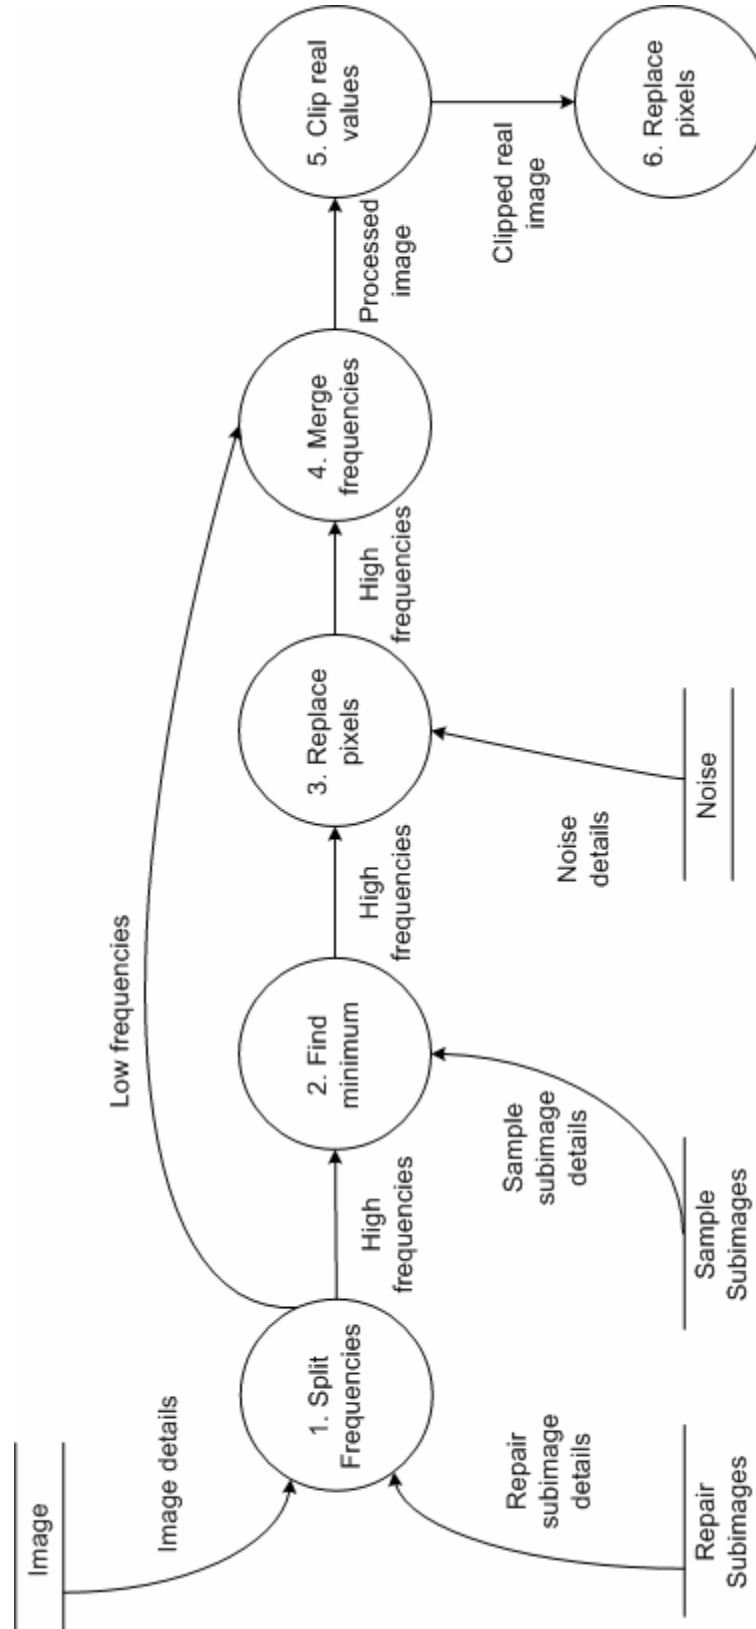 Image
Image details
Low frequencies
1. Split
Frequencies
High
frequencies
2. Find
minimum
High
frequencies
3. Replace
pixels
High
frequencies
4. Merge
frequencies
Processed
image
5. Clip real
values
Repair
subimage
details
Sample
subimage
details
Noise
details
Clipped real
image
Repair
Subimages
Sample
Subimages
Noise
6. Replace
pixels